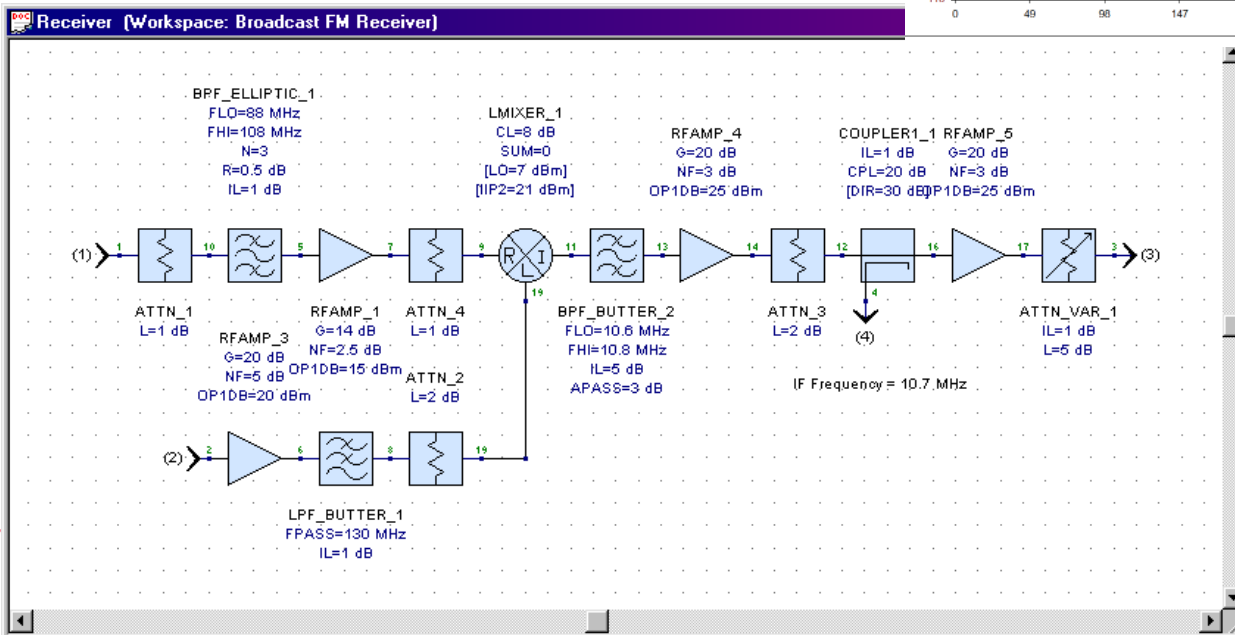 DOC
110
0 49 98 147
Receiver (Workspace: Broadcast FM Receiver)
BPF_ELLIPTIC_1
FLO=88 MHz
FHI=108 MHz
N=3
R=0.5 dB
IL=1 dB
LMIXER_1
CL=8 dB
SUM=0
[LO=7 dBm]
[IIP2=21 dBm]
RFAMP_4
G=20 dB
NF=3 dB
OP1DB=25 dBm
COUPLER1_1
IL=1 dB
CPL=20 dB
[DIR=30 dB]
RFAMP_5
G=20 dB
NF=3 dB
OP1DB=25 dBm
(1) 1 10 5 7 9 R I L 11 13 14 12 16 17 3 (3)
19
4
(4)
ATTN_1
L=1 dB
RFAMP_1
G=14 dB
NF=2.5 dB
OP1DB=15 dBm
ATTN_4
L=1 dB
BPF_BUTTER_2
FLO=10.6 MHz
FHI=10.8 MHz
IL=5 dB
APASS=3 dB
ATTN_3
L=2 dB
ATTN_VAR_1
IL=1 dB
L=5 dB
RFAMP_3
G=20 dB
NF=5 dB
OP1DB=20 dBm
ATTN_2
L=2 dB
IF Frequency = 10.7 MHz
(2) 2 6 8 19
LPF_BUTTER_1
FPASS=130 MHz
IL=1 dB